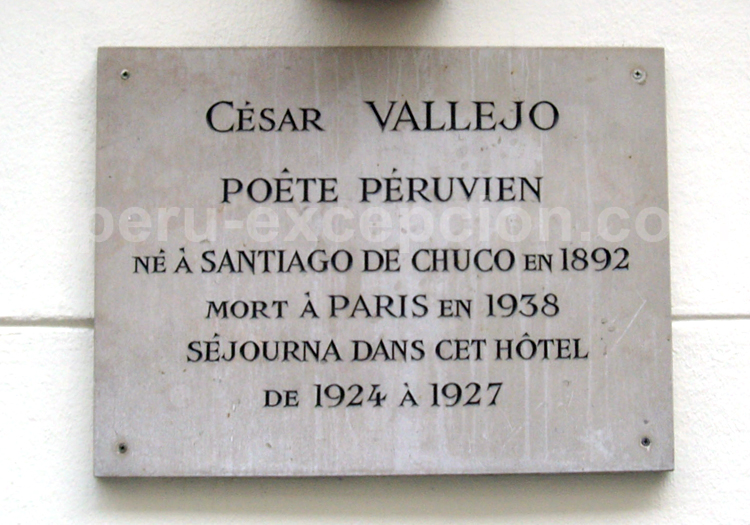 CÉSAR VALLEJO
POÊTE PÉRUVIEN
peru-excepcion.co
NÉ À SANTIAGO DE CHUCO EN 1892
MORT À PARIS EN 1938
SÉJOURNA DANS CET HÔTEL
DE 1924 À 1927